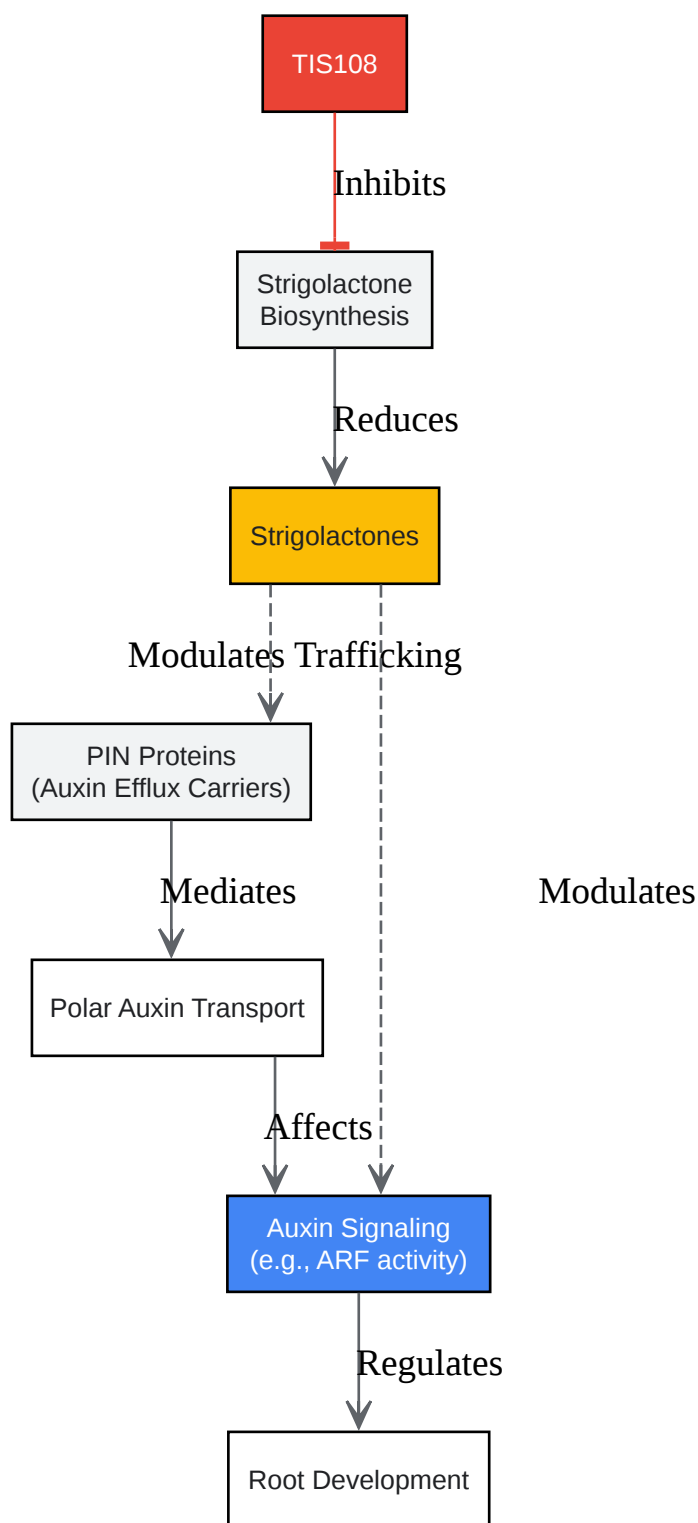 TIS108
Inhibits
Strigolactone
Biosynthesis
Reduces
Strigolactones
Modulates Trafficking
PIN Proteins
(Auxin Efflux Carriers)
Mediates
Modulates
Polar Auxin Transport
Affects
Auxin Signaling
(e.g., ARF activity)
Regulates
Root Development